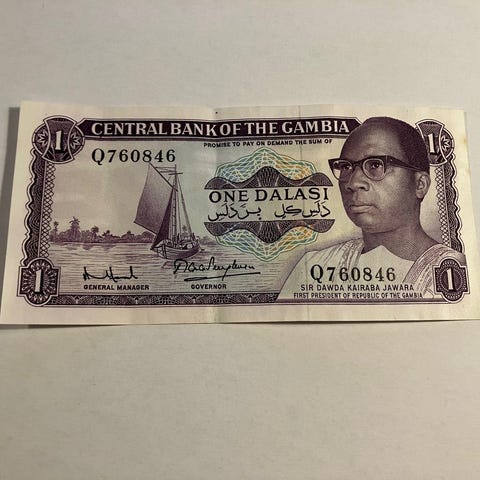 1
CENTRAL BANK OF THE GAMBIA
1
PROMISE TO PAY ON DEMAND THE SUM OF
Q760846
ONE DALASI
GENERAL MANAGER
GOVERNOR
Q760846
SIR DAWDA KAIRABA JAWARA
FIRST PRESIDENT OF REPUBLIC OF THE GAMBIA
1
1